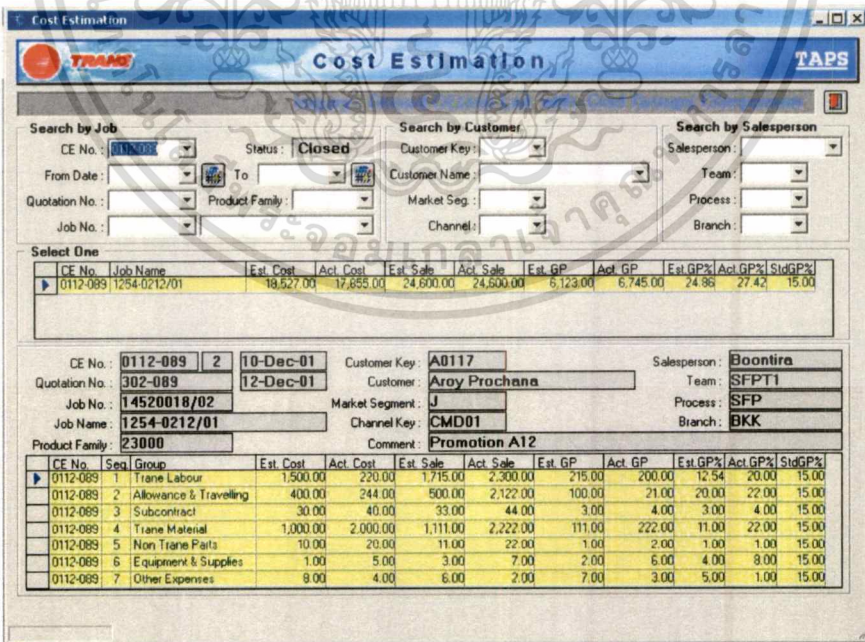 Cost Estimation
TRANE Cost Estimation TAPS
Search by Job Search by Customer Search by Salesperson
CE No. : 0112-089 Status : Closed Customer Key : Salesperson :
From Date : To Customer Name : Team :
Quotation No. : Product Family : Market Seg. : Process :
Job No. : Channel : Branch :
Select One
CE No. Job Name Est. Cost Act. Cost Est. Sale Act. Sale Est. GP Act. GP Est.GP% Act.GP% StdGP%
0112-089 1254-0212/01 18,527.00 17,855.00 24,600.00 24,600.00 6,123.00 6,745.00 24.86 27.42 15.00
CE No. : 0112-089 2 10-Dec-01 Customer Key : A0117 Salesperson : Boontira
Quotation No. : 302-089 12-Dec-01 Customer : Aroy Prochana Team : SFPT1
Job No. : 14520018/02 Market Segment : J Process : SFP
Job Name : 1254-0212/01 Channel Key : CMD01 Branch : BKK
Product Family : 23000 Comment : Promotion A12
CE No. Seq. Group Est. Cost Act. Cost Est. Sale Act. Sale Est. GP Act. GP Est.GP% Act.GP% StdGP%
0112-089 1 Trane Labour 1,500.00 220.00 1,715.00 2,300.00 215.00 200.00 12.54 20.00 15.00
0112-089 2 Allowance & Travelling 400.00 244.00 500.00 2,122.00 100.00 21.00 20.00 22.00 15.00
0112-089 3 Subcontract 30.00 40.00 33.00 44.00 3.00 4.00 3.00 4.00 15.00
0112-089 4 Trane Material 1,000.00 2,000.00 1,111.00 2,222.00 111.00 222.00 11.00 22.00 15.00
0112-089 5 Non Trane Parts 10.00 20.00 11.00 22.00 1.00 2.00 1.00 1.00 15.00
0112-089 6 Equipment & Supplies 1.00 5.00 3.00 7.00 2.00 6.00 4.00 8.00 15.00
0112-089 7 Other Expenses 8.00 4.00 6.00 2.00 7.00 3.00 5.00 1.00 15.00